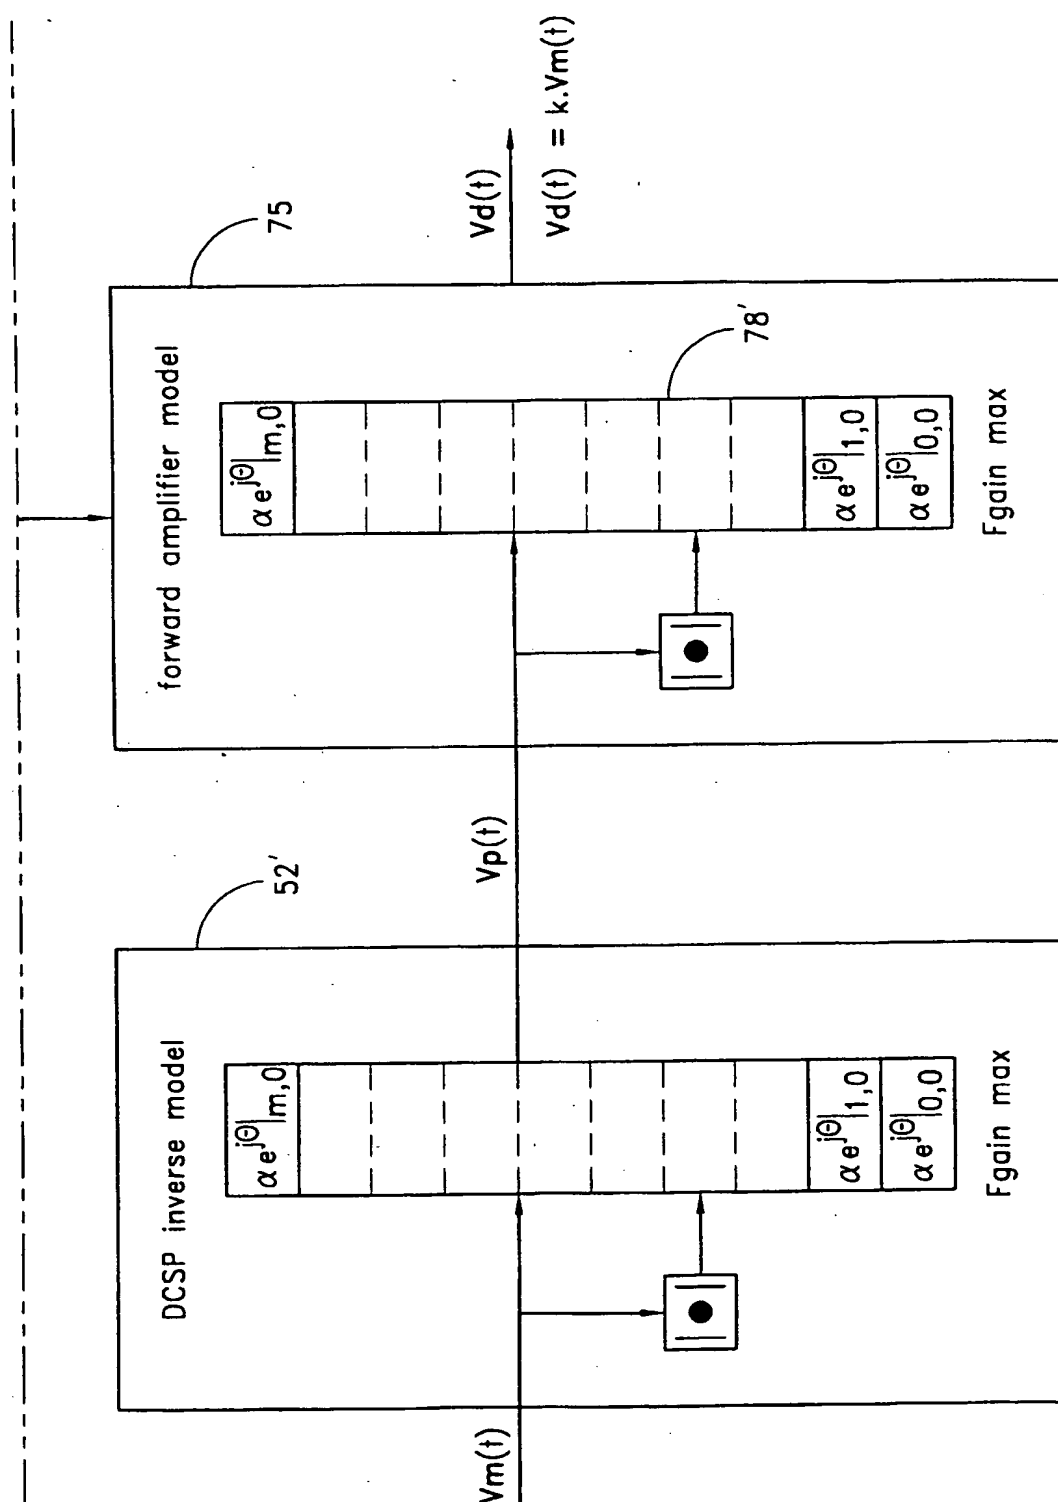 Vm(t)
DCSP inverse model
52'
αe^jΘ|m,0
αe^jΘ|1,0
αe^jΘ|0,0
Fgain max
Vp(t)
forward amplifier model
75
αe^jΘ|m,0
78'
αe^jΘ|1,0
αe^jΘ|0,0
Fgain max
Vd(t)
Vd(t) = k.Vm(t)